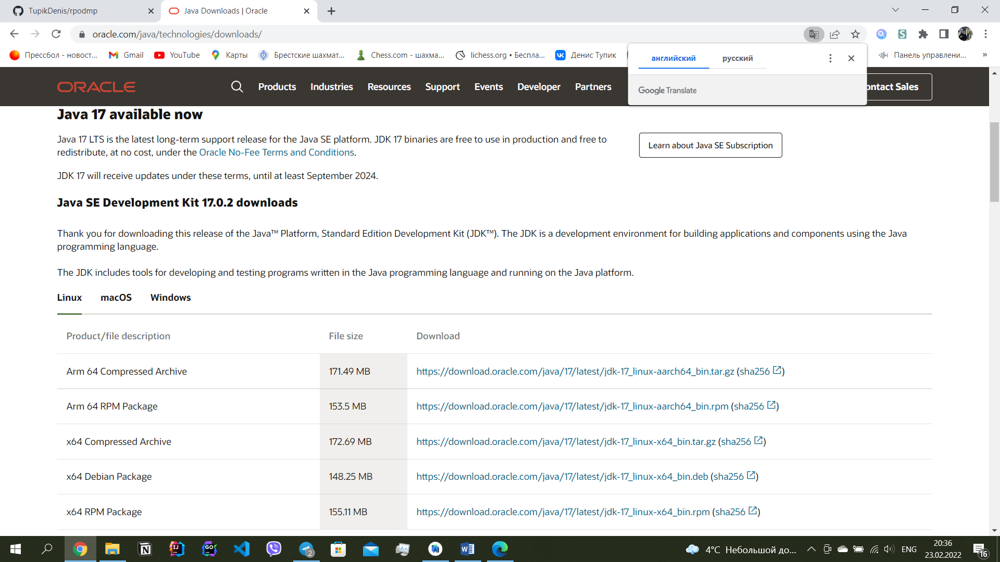 TupikDenis/rpodmp
Java Downloads | Oracle
oracle.com/java/technologies/downloads/
Прессбол - новост...
Gmail
YouTube
Карты
Брестские шахмат...
Chess.com - шахма...
lichess.org • Беспла...
Денис Тупик
Панель управлени...
»
английский
русский
Google Translate
ORACLE
Products
Industries
Resources
Support
Events
Developer
Partners
ontact Sales
Java 17 available now
Java 17 LTS is the latest long-term support release for the Java SE platform. JDK 17 binaries are free to use in production and free to
redistribute, at no cost, under the Oracle No-Fee Terms and Conditions.
Learn about Java SE Subscription
JDK 17 will receive updates under these terms, until at least September 2024.
Java SE Development Kit 17.0.2 downloads
Thank you for downloading this release of the Java™ Platform, Standard Edition Development Kit (JDK™). The JDK is a development environment for building applications and components using the Java
programming language.
The JDK includes tools for developing and testing programs written in the Java programming language and running on the Java platform.
Linux
macOS
Windows
Product/file description
File size
Download
Arm 64 Compressed Archive
171.49 MB
https://download.oracle.com/java/17/latest/jdk-17_linux-aarch64_bin.tar.gz (sha256)
Arm 64 RPM Package
153.5 MB
https://download.oracle.com/java/17/latest/jdk-17_linux-aarch64_bin.rpm (sha256)
x64 Compressed Archive
172.69 MB
https://download.oracle.com/java/17/latest/jdk-17_linux-x64_bin.tar.gz (sha256)
x64 Debian Package
148.25 MB
https://download.oracle.com/java/17/latest/jdk-17_linux-x64_bin.deb (sha256)
x64 RPM Package
155.11 MB
https://download.oracle.com/java/17/latest/jdk-17_linux-x64_bin.rpm (sha256)
IJ
GO
2
4°C Небольшой до...
ENG
20:36
23.02.2022
16